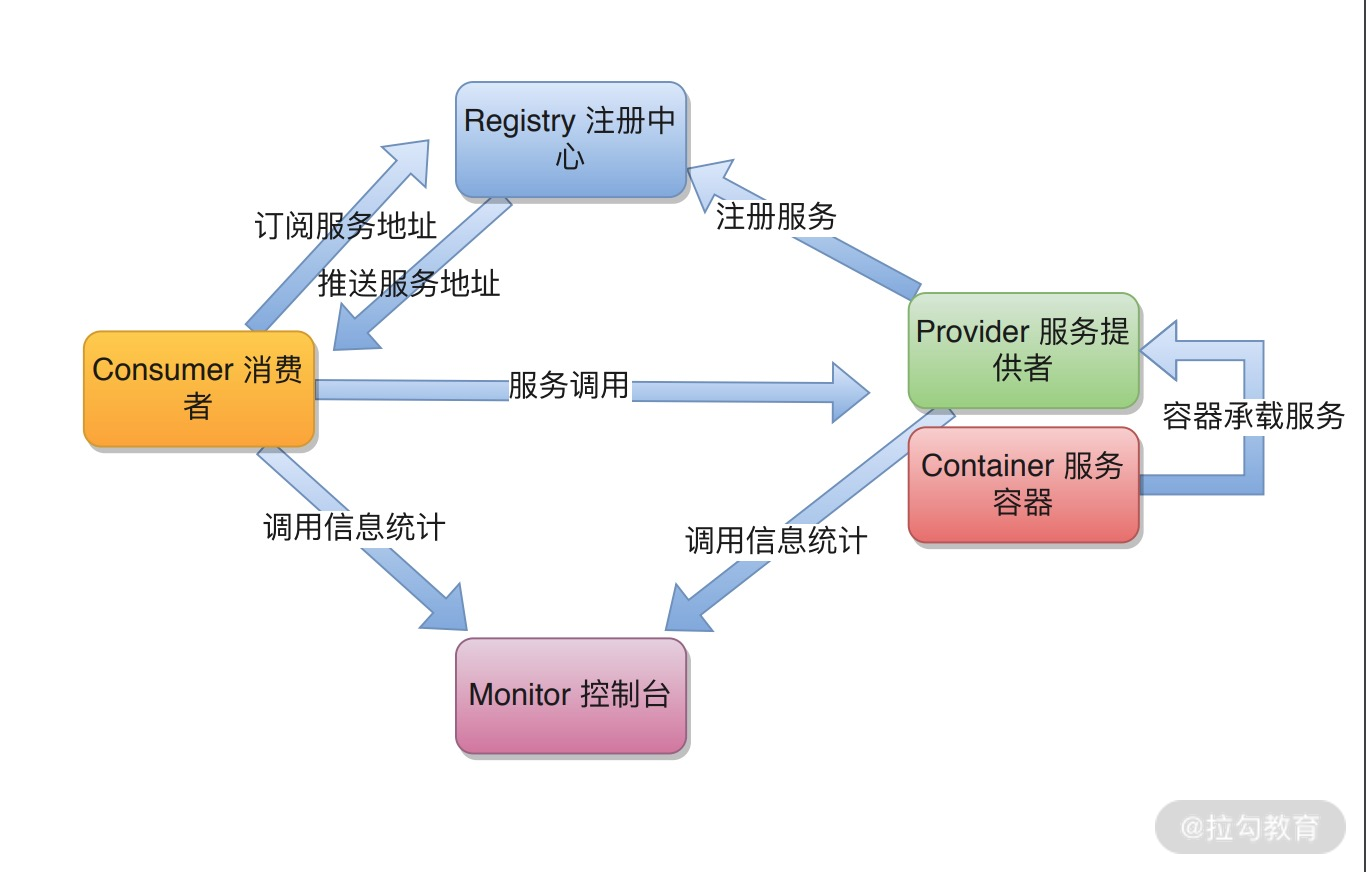 Registry 注册中
心
订阅服务地址
注册服务
推送服务地址
Provider 服务提
供者
Consumer 消费
者
服务调用
容器承载服务
Container 服务
容器
调用信息统计
调用信息统计
Monitor 控制台
@拉勾教育